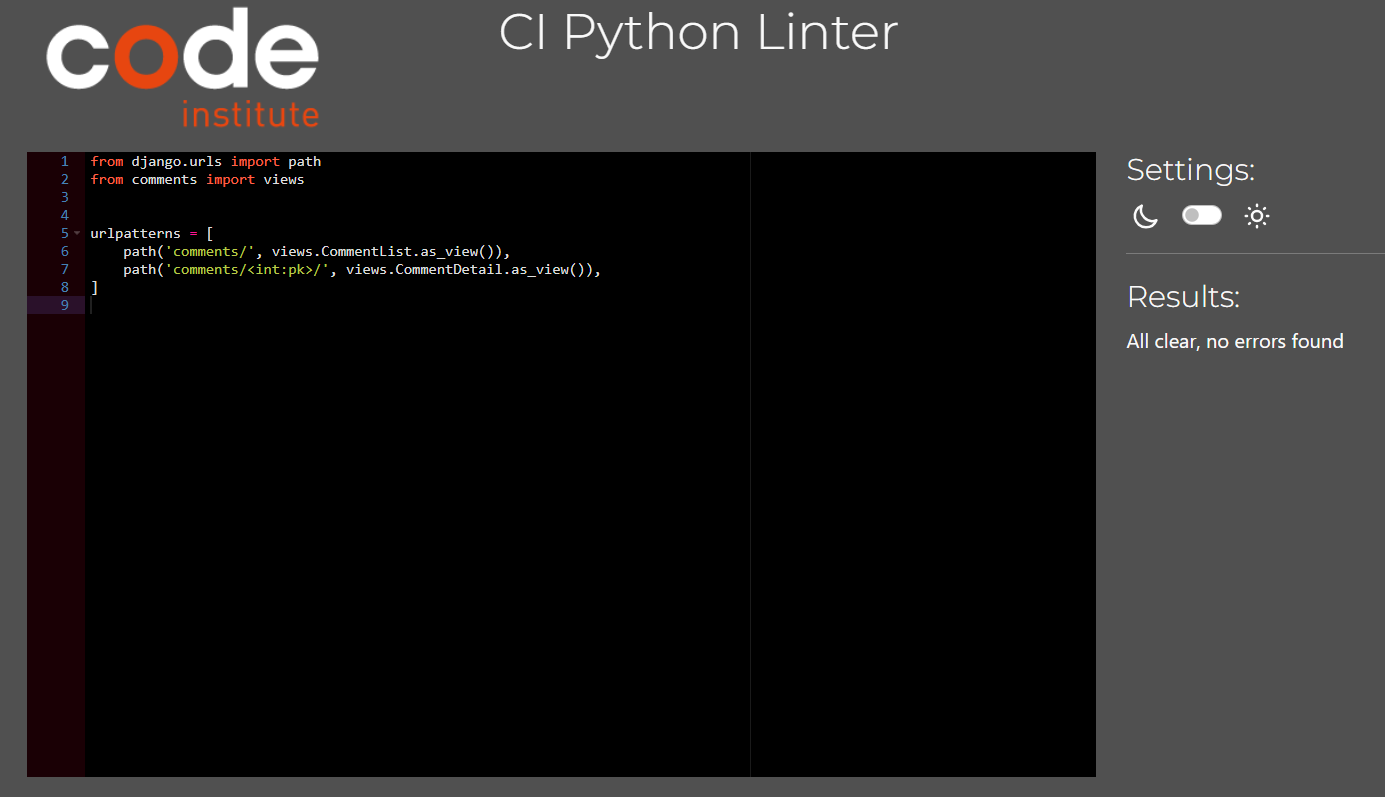 code
institute
CI Python Linter
1 from django.urls import path
2 from comments import views
3
4
5 urlpatterns = [
6     path('comments/', views.CommentList.as_view()),
7     path('comments/<int:pk>/', views.CommentDetail.as_view()),
8 ]
9
Settings:
Results:
All clear, no errors found